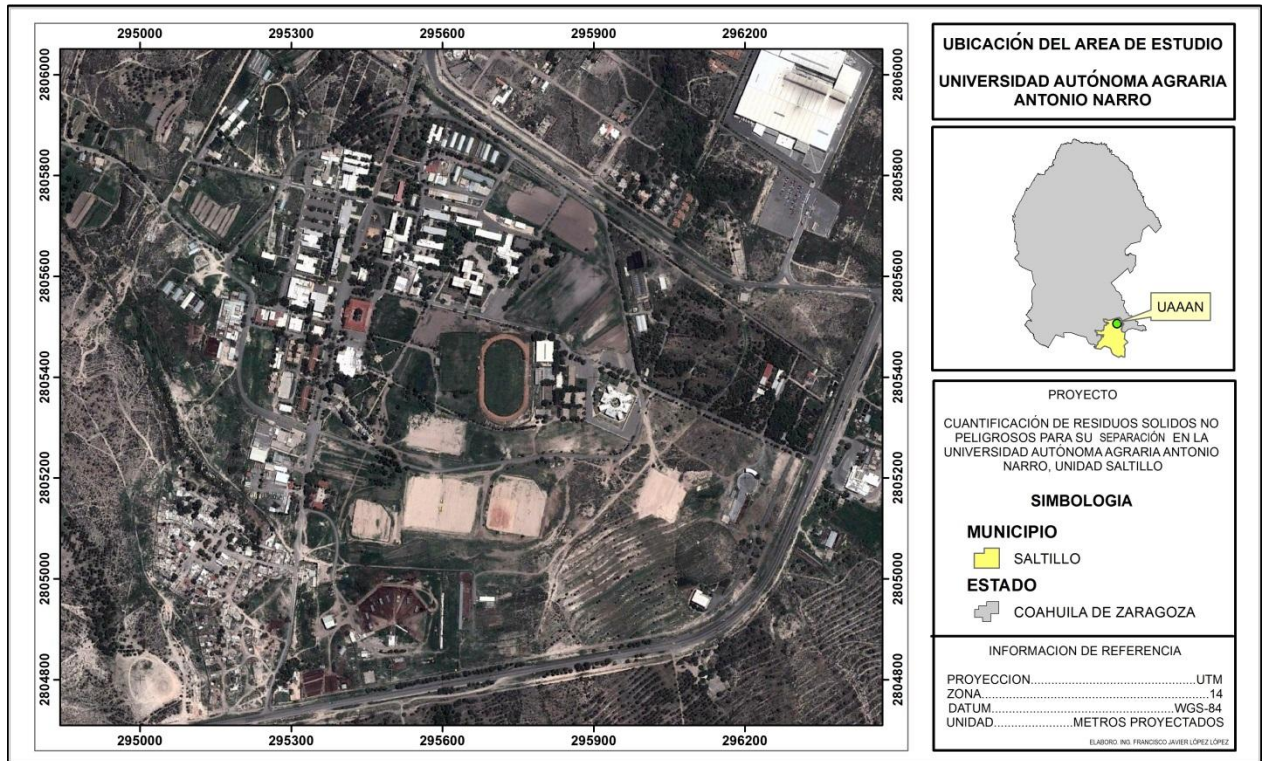 295000 295300 295600 295900 296200
2806000 2806000
2805800 2805800
2805600 2805600
2805400 2805400
2805200 2805200
2805000 2805000
2804800 2804800
295000 295300 295600 295900 296200
UBICACIÓN DEL AREA DE ESTUDIO
UNIVERSIDAD AUTÓNOMA AGRARIA
ANTONIO NARRO
UAAAN
PROYECTO
CUANTIFICACIÓN DE RESIDUOS SOLIDOS NO
PELIGROSOS PARA SU SEPARACIÓN EN LA
UNIVERSIDAD AUTÓNOMA AGRARIA ANTONIO
NARRO, UNIDAD SALTILLO
SIMBOLOGIA
MUNICIPIO
SALTILLO
ESTADO
COAHUILA DE ZARAGOZA
INFORMACION DE REFERENCIA
PROYECCION..................................................UTM
ZONA...............................................................14
DATUM.....................................................WGS-84
UNIDAD......................METROS PROYECTADOS
ELABORO. ING. FRANCISCO JAVIER LÓPEZ LÓPEZ